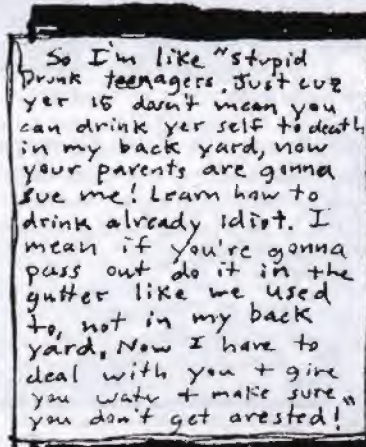 So I'm like "Stupid
Drunk teenagers. Just cuz
yer 15 dosn't mean you
can drink yer self to death
in my back yard, now
your parents are gonna
sue me! Learn how to
drink already idiot. I
mean if you're gonna
pass out do it in the
gutter like we used
to, not in my back
yard. Now I have to
deal with you + give
you water + make sure
you don't get arested!"